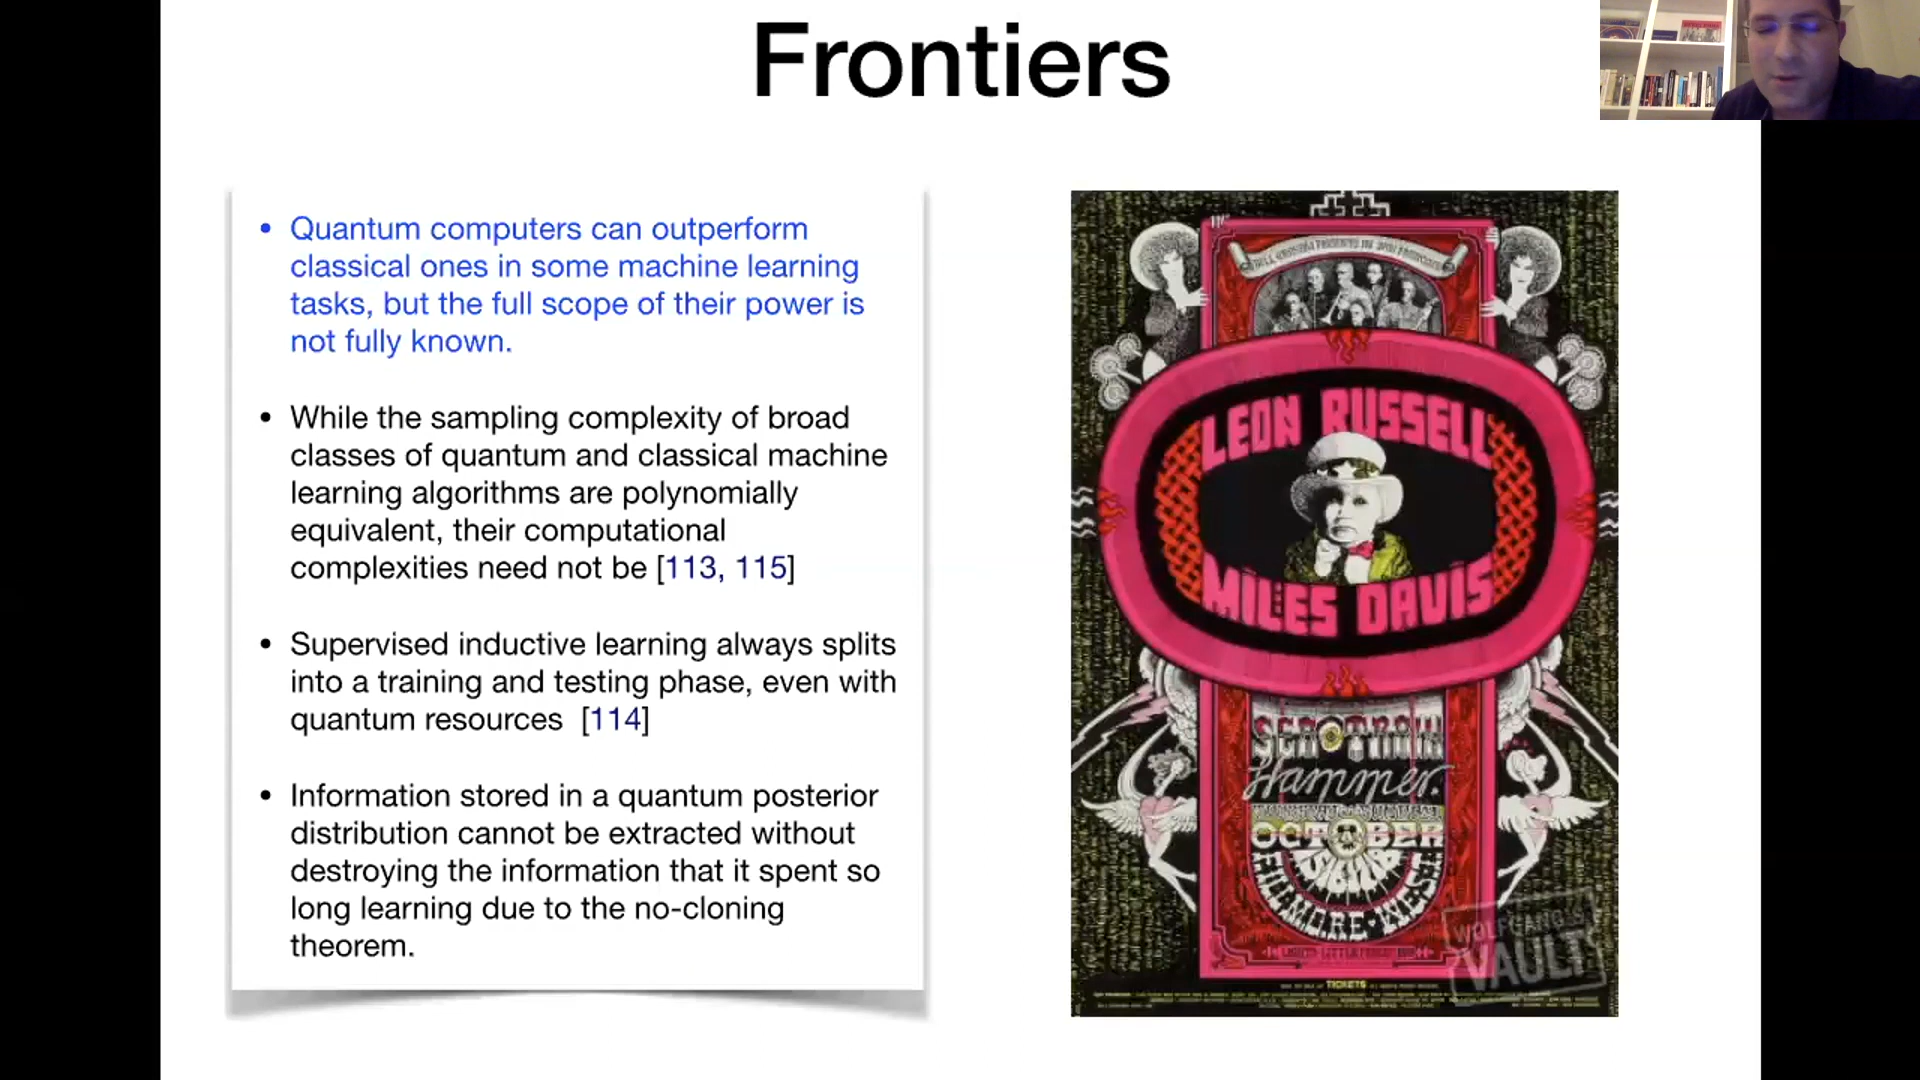 Frontiers
• Quantum computers can outperform
classical ones in some machine learning
tasks, but the full scope of their power is
not fully known.
• While the sampling complexity of broad
classes of quantum and classical machine
learning algorithms are polynomially
equivalent, their computational
complexities need not be [113, 115]
• Supervised inductive learning always splits
into a training and testing phase, even with
quantum resources [114]
• Information stored in a quantum posterior
distribution cannot be extracted without
destroying the information that it spent so
long learning due to the no-cloning
theorem.
LEON RUSSELL
MILES DAVIS
Hammer.
OCTOBER
FILLMORE WEST
TICKETS
WOLFGANG'S
VAULT